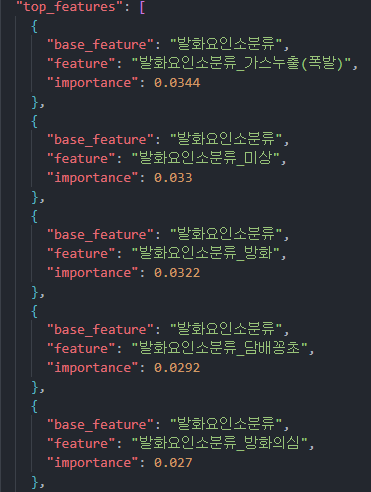 "top_features": [
{
"base_feature": "발화요인소분류",
"feature": "발화요인소분류_가스누출(폭발)",
"importance": 0.0344
},
{
"base_feature": "발화요인소분류",
"feature": "발화요인소분류_미상",
"importance": 0.033
},
{
"base_feature": "발화요인소분류",
"feature": "발화요인소분류_방화",
"importance": 0.0322
},
{
"base_feature": "발화요인소분류",
"feature": "발화요인소분류_담배꽁초",
"importance": 0.0292
},
{
"base_feature": "발화요인소분류",
"feature": "발화요인소분류_방화의심",
"importance": 0.027
},